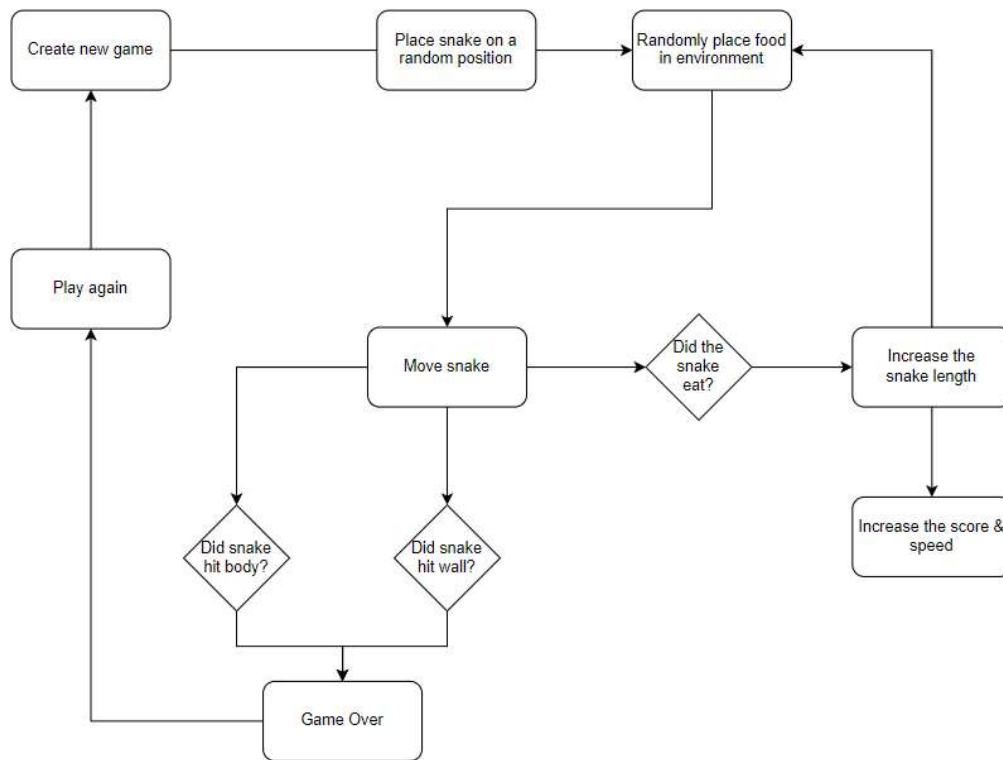 Create new game
Place snake on a
random position
Randomly place food
in environment
Play again
Move snake
Did the
snake
eat?
Increase the
snake length
Did snake
hit body?
Did snake
hit wall?
Increase the score &
speed
Game Over